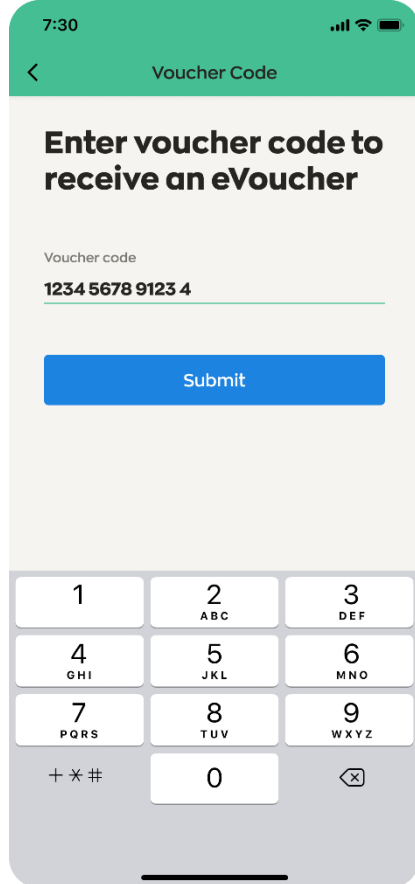 7:30
Voucher Code
Enter voucher code to
receive an eVoucher
Voucher code
1234 5678 9123 4
Submit
1 2 3
ABC DEF
4 5 6
GHI JKL MNO
7 8 9
PQRS TUV WXYZ
+*# 0